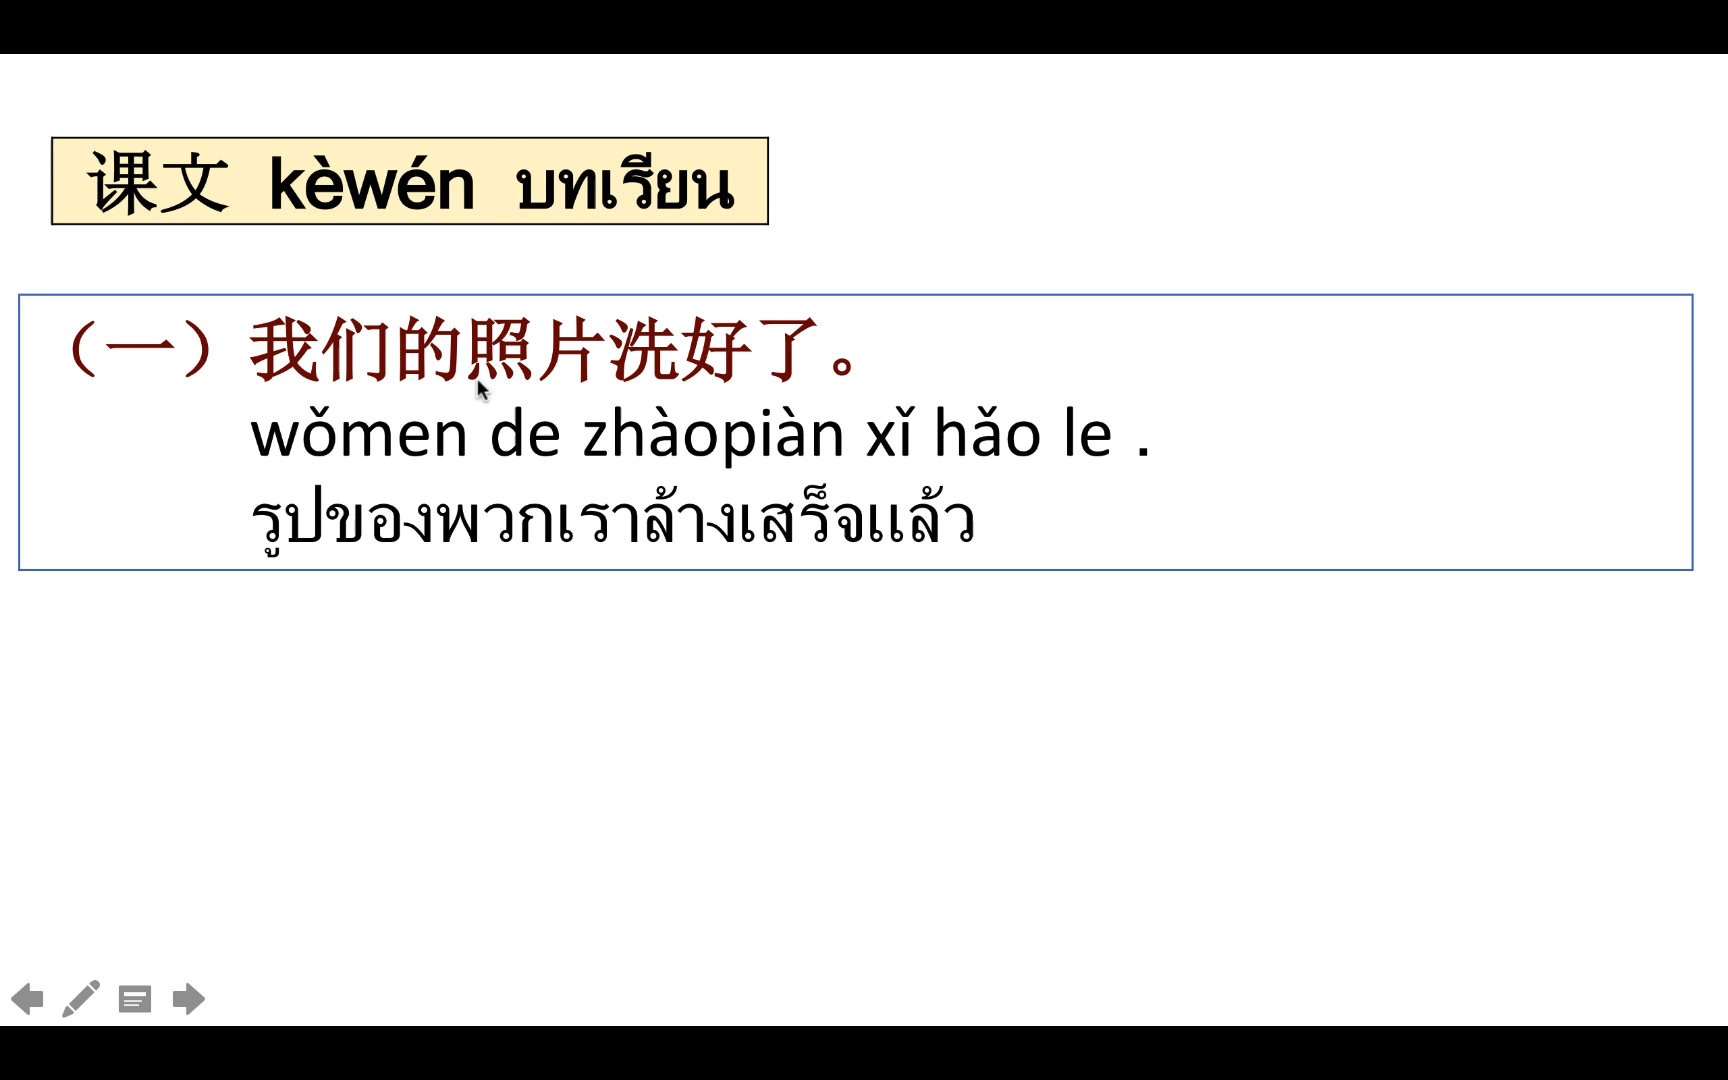 课文 kèwén บทเรียน
（一）我们的照片洗好了。
wǒmen de zhàopiàn xǐ hǎo le .
รูปของพวกเราล้างเสร็จแล้ว